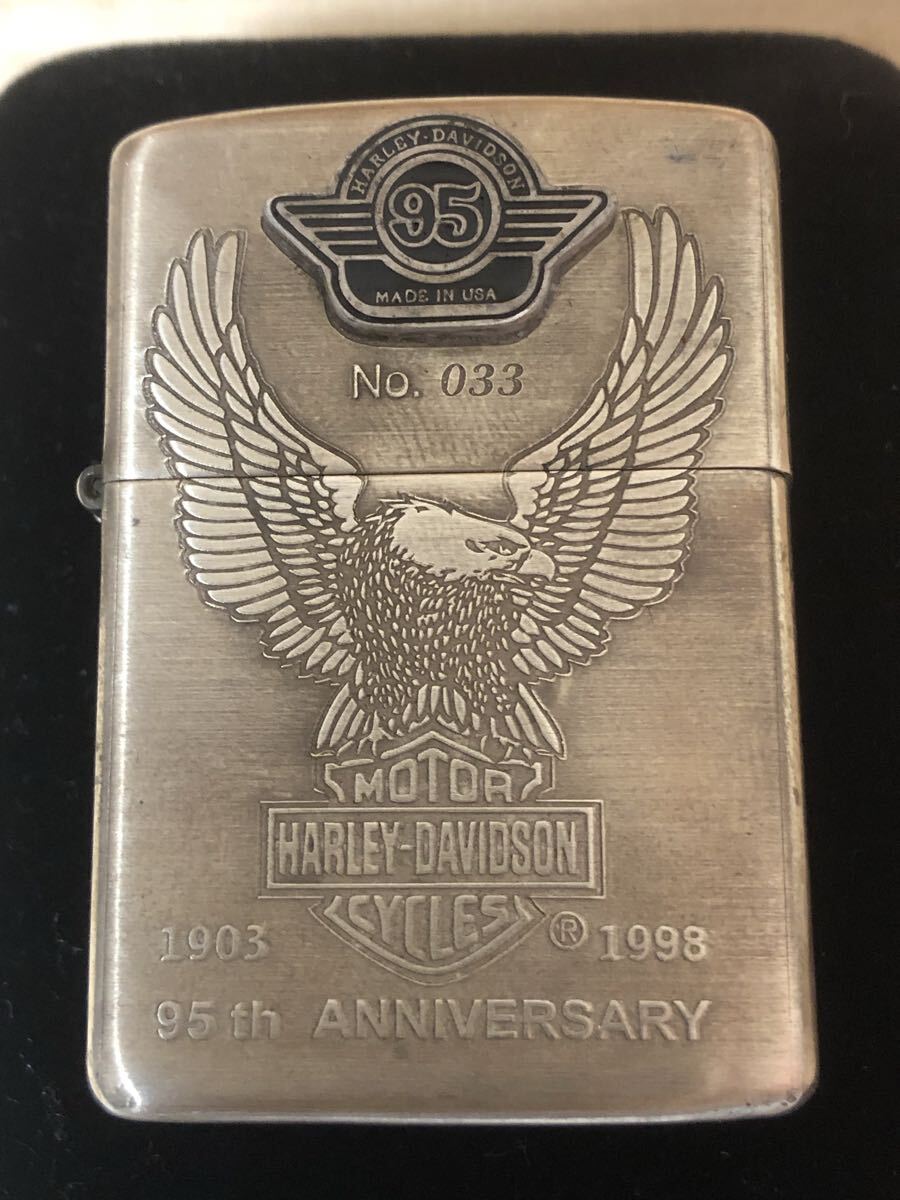 HARLEY-DAVIDSON
95
MADE IN USA
No. 033
MOTOR
HARLEY-DAVIDSON
CYCLES
®
1903 1998
95th ANNIVERSARY